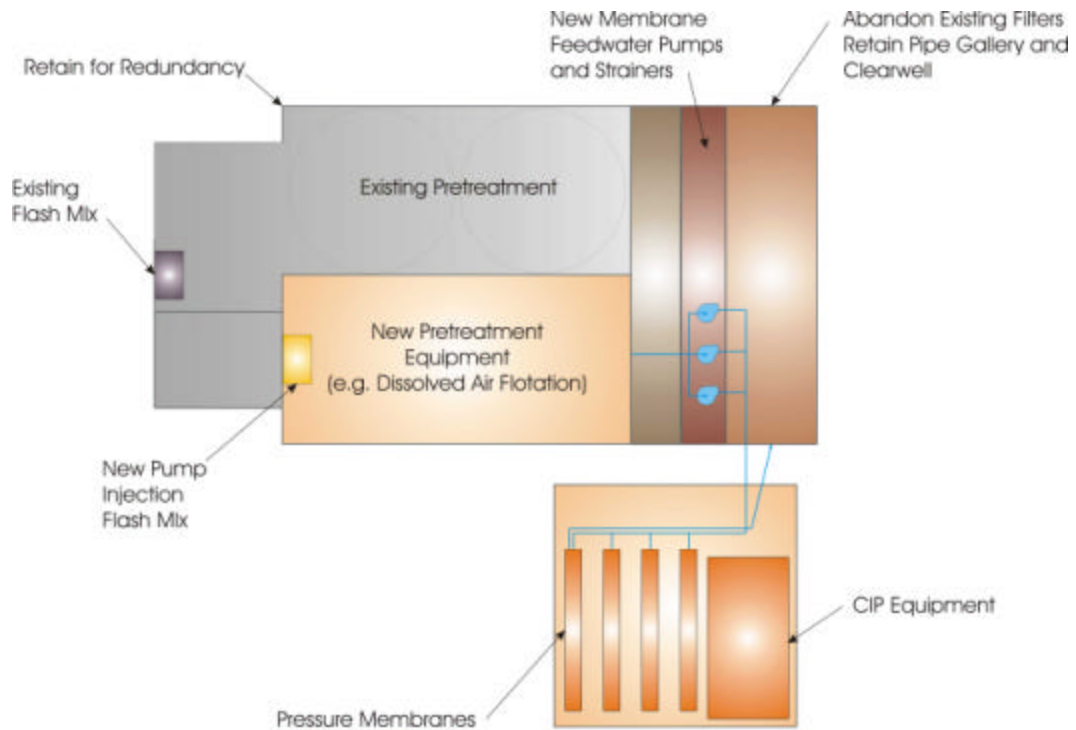 New Membrane
Feedwater Pumps
and Strainers
Abandon Existing Filters
Retain Pipe Gallery and
Clearwell
Retain for Redundancy
Existing
Flash MIx
Existing Pretreatment
New Pretreatment
Equipment
(e.g. Dissolved Air Flotation)
New Pump
Injection
Flash MIx
CIP Equipment
Pressure Membranes